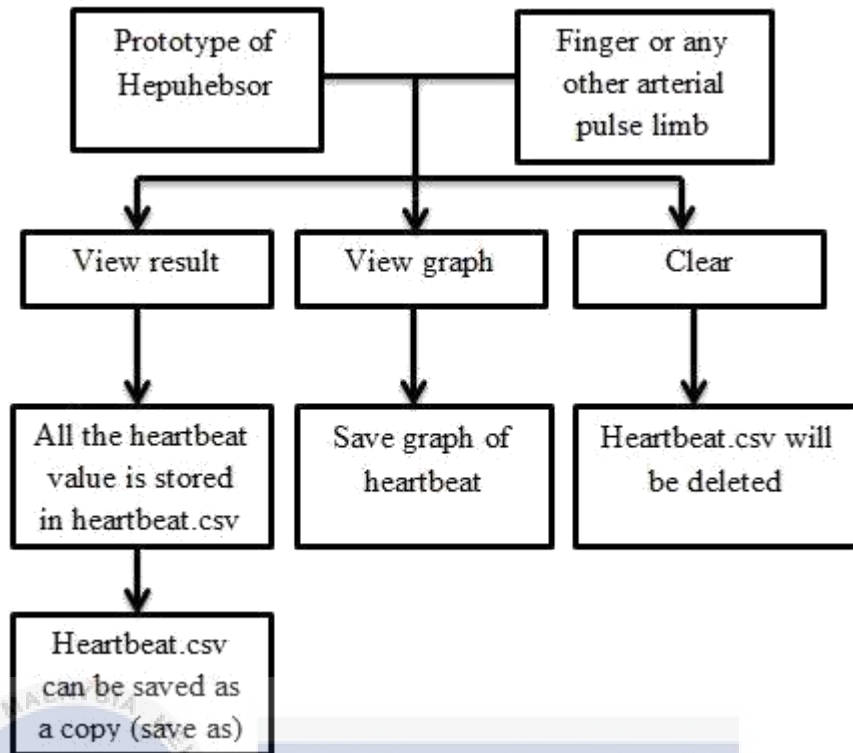 Prototype of
Hepuhebsor
Finger or any
other arterial
pulse limb
View result
View graph
Clear
All the heartbeat
value is stored
in heartbeat.csv
Save graph of
heartbeat
Heartbeat.csv will
be deleted
Heartbeat.csv
can be saved as
a copy (save as)